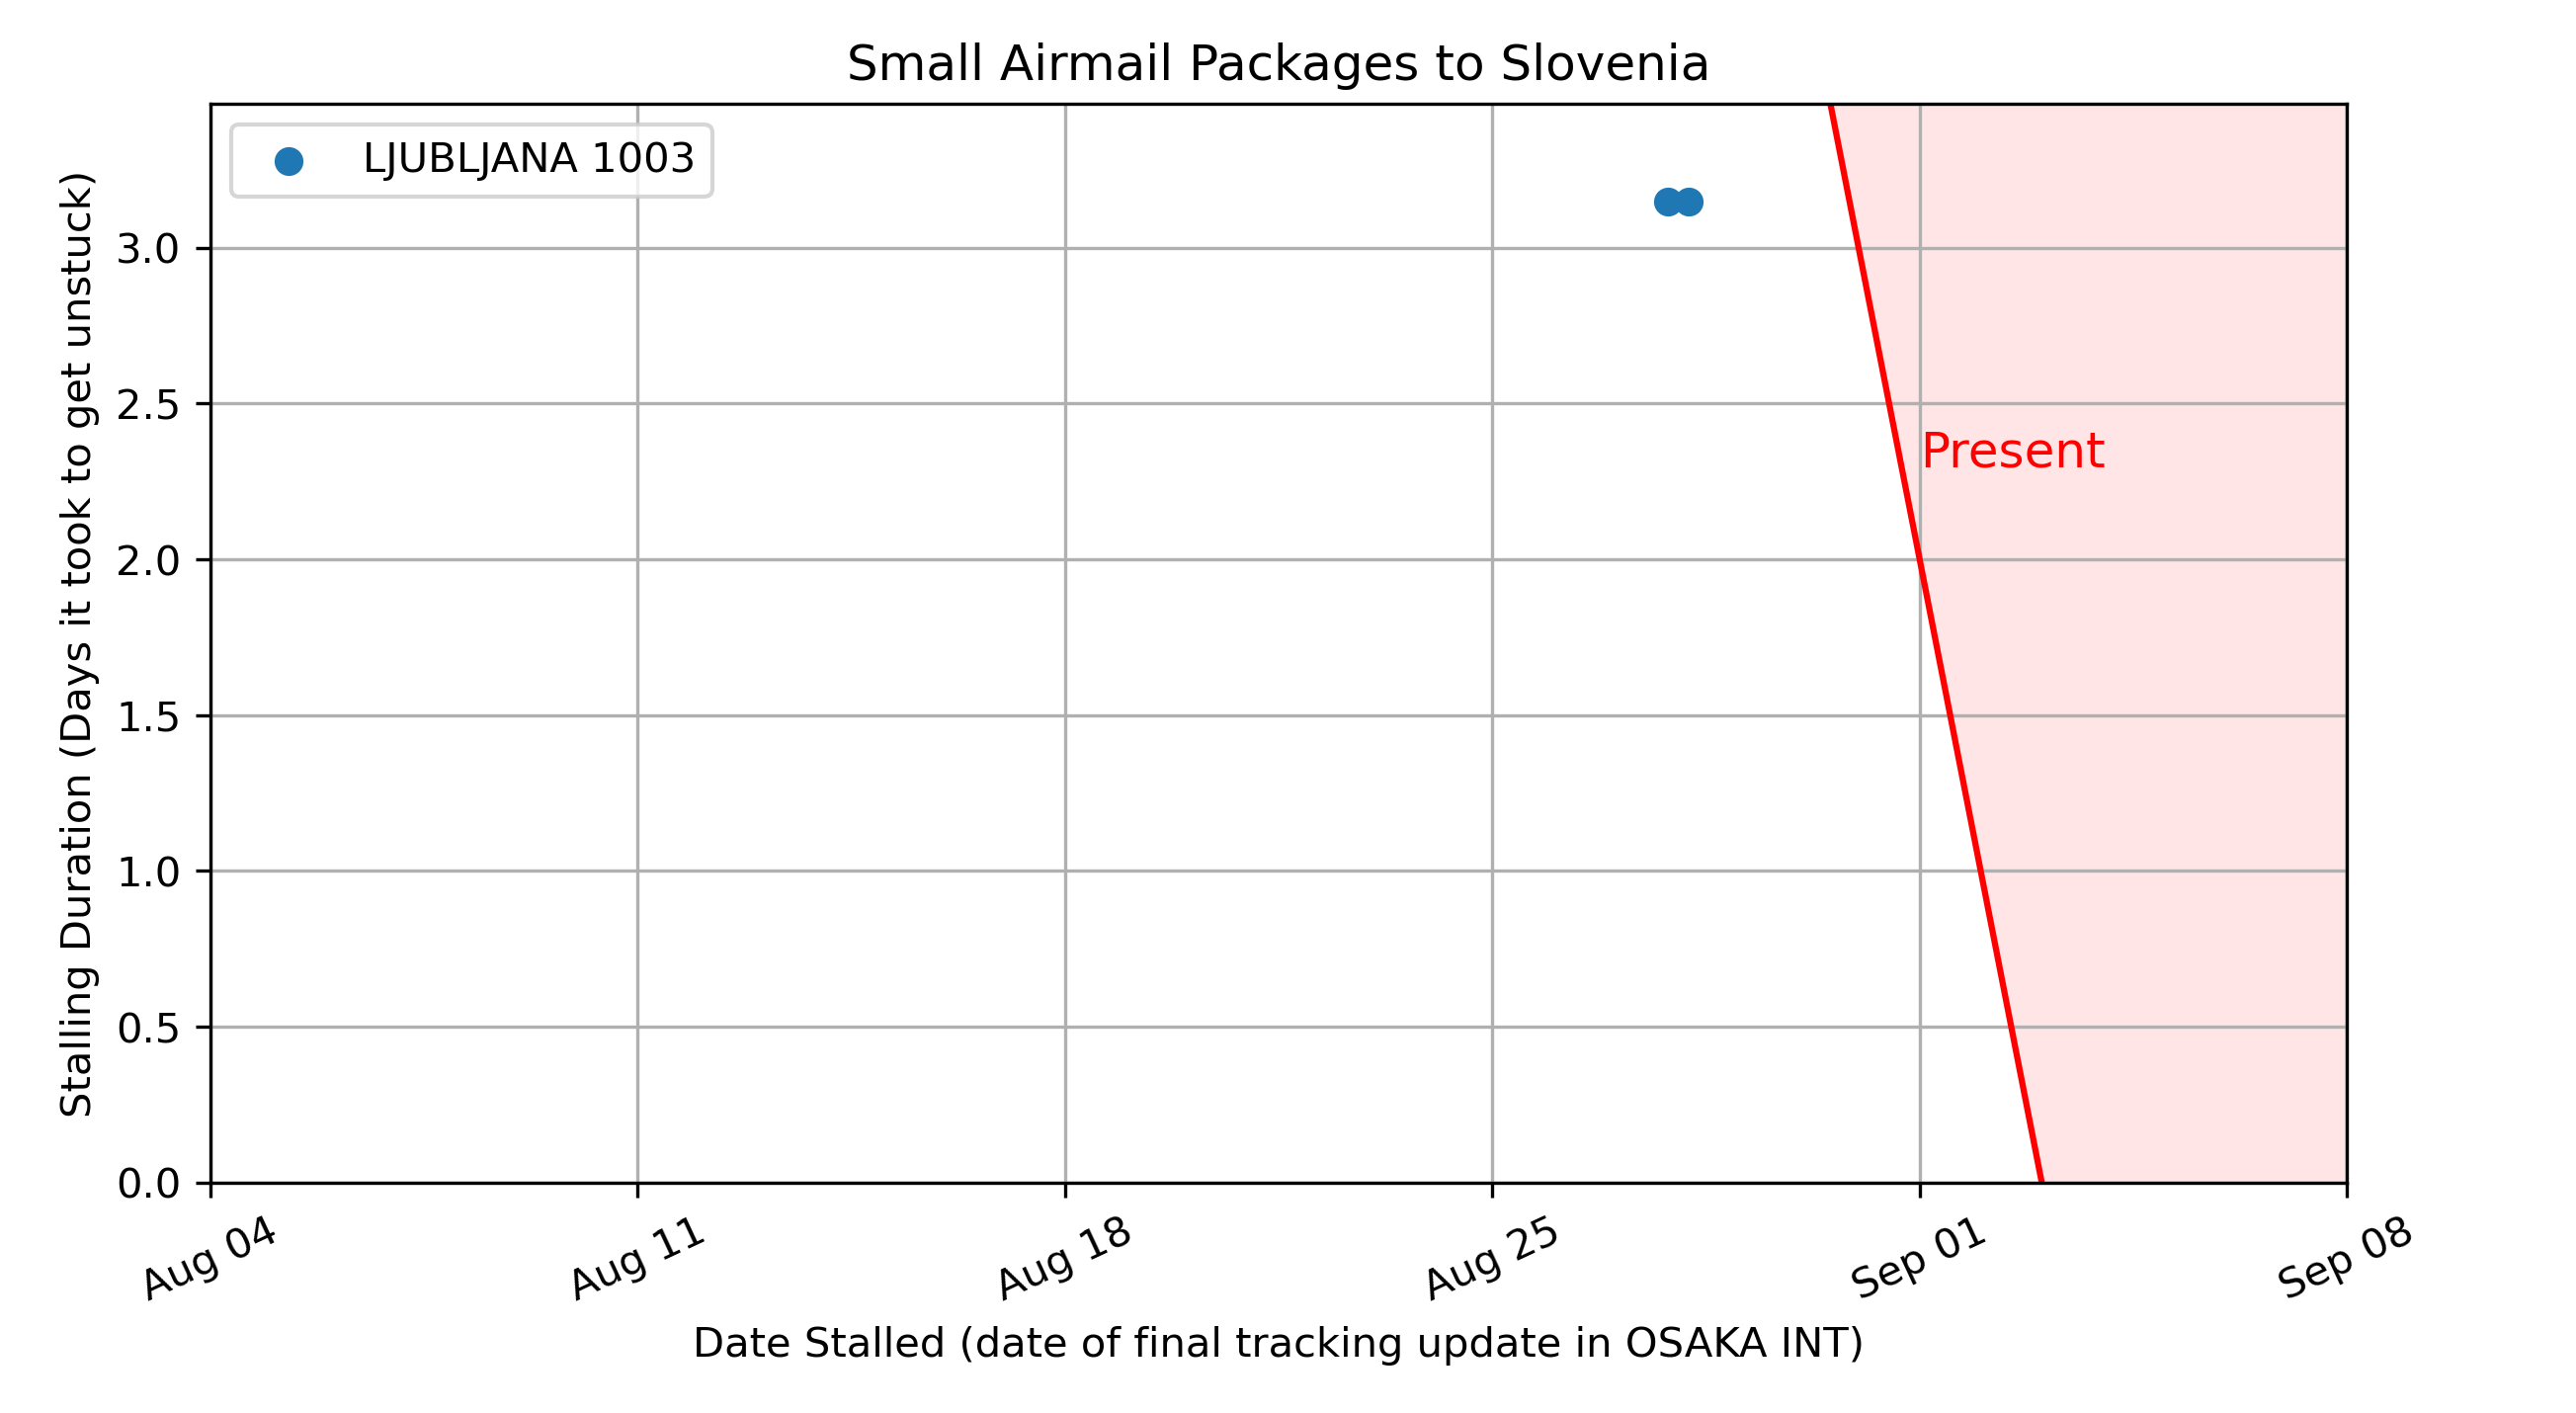 Small Airmail Packages to Slovenia
LJUBLJANA 1003
Stalling Duration (Days it took to get unstuck)
3.0
2.5
2.0
1.5
1.0
0.5
0.0
Present
Aug 04
Aug 11
Aug 18
Aug 25
Sep 01
Sep 08
Date Stalled (date of final tracking update in OSAKA INT)